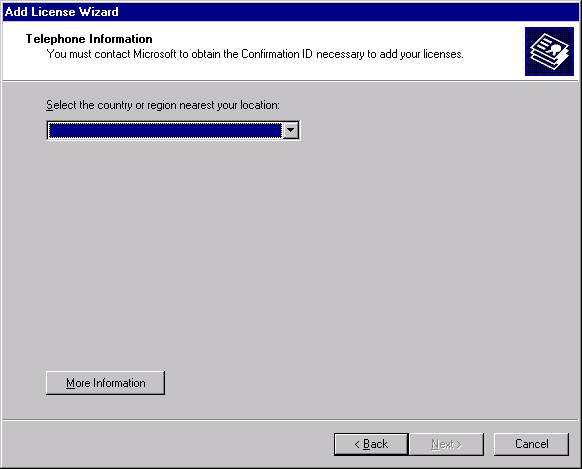 Add License Wizard
Telephone Information
You must contact Microsoft to obtain the Confirmation ID necessary to add your licenses.
Select the country or region nearest your location:
More Information
< Back
Next >
Cancel